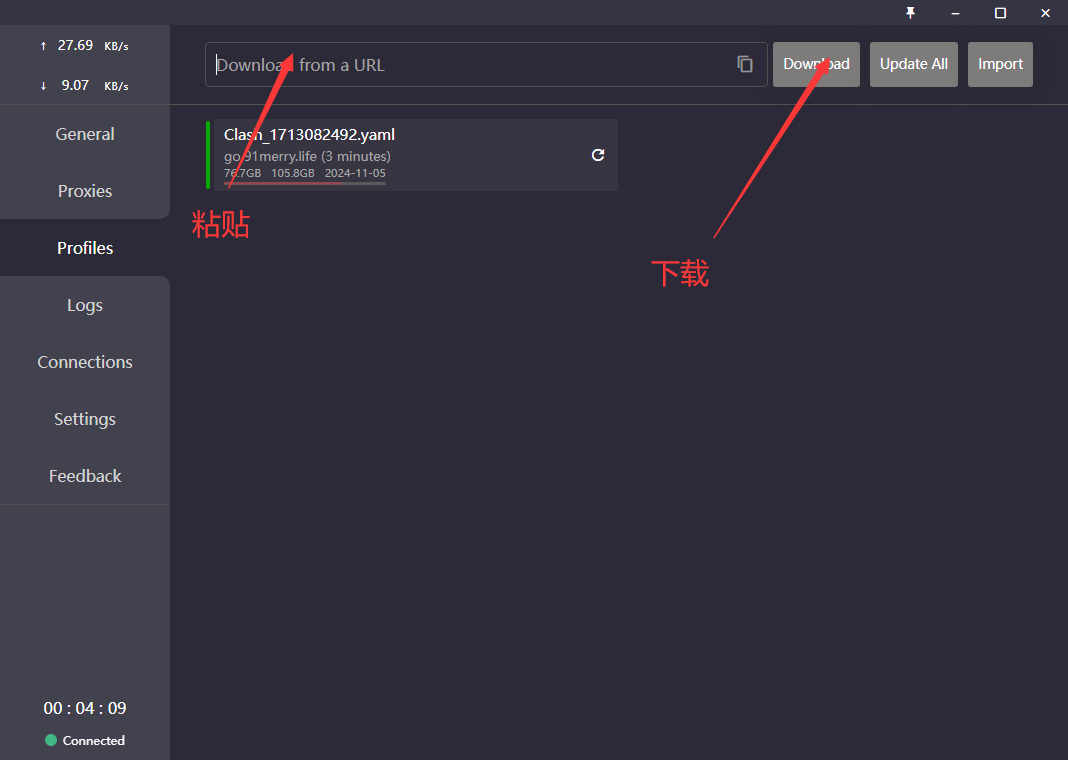 ↑ 27.69 KB/s
↓ 9.07 KB/s
General
Proxies
Profiles
Logs
Connections
Settings
Feedback
00 : 04 : 09
Connected
Download from a URL
Download
Update All
Import
Clash_1713082492.yaml
go.91merry.life (3 minutes)
76.7GB 105.8GB 2024-11-05
粘贴
下载